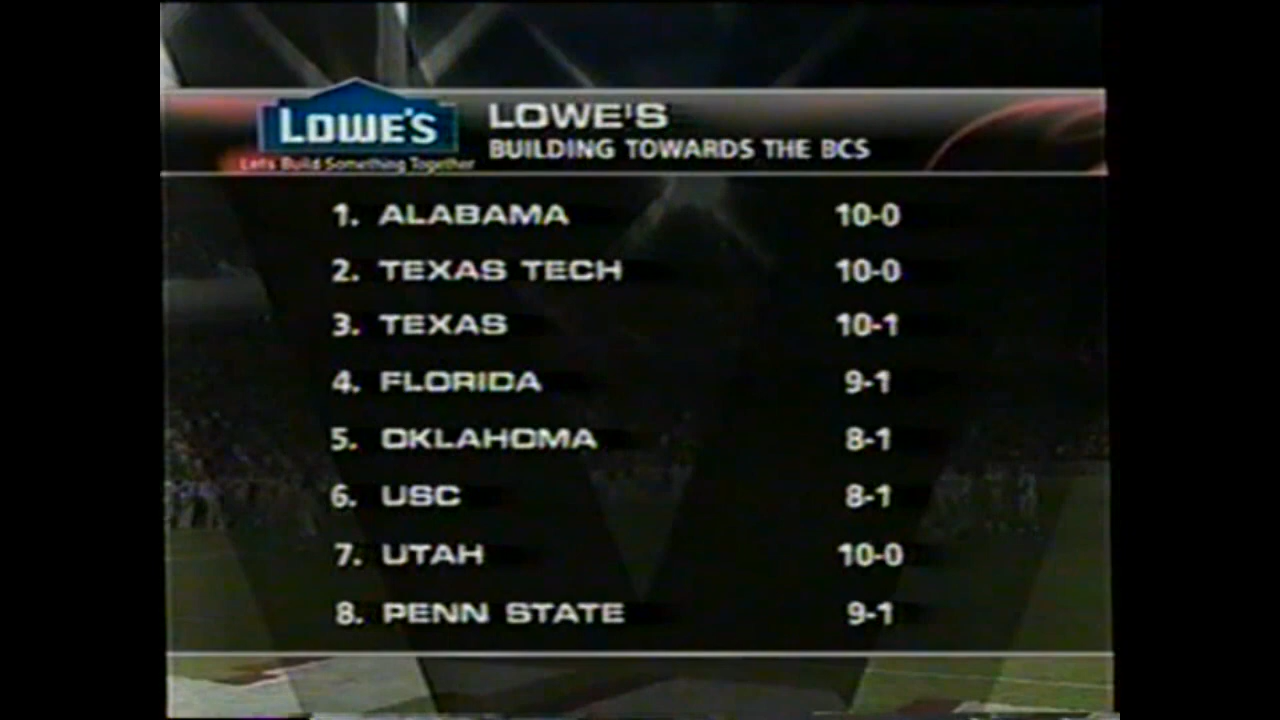 LOWE'S
Let's Build Something Together
LOWE'S
BUILDING TOWARDS THE BCS
1. ALABAMA 10-0
2. TEXAS TECH 10-0
3. TEXAS 10-1
4. FLORIDA 9-1
5. OKLAHOMA 8-1
6. USC 8-1
7. UTAH 10-0
8. PENN STATE 9-1